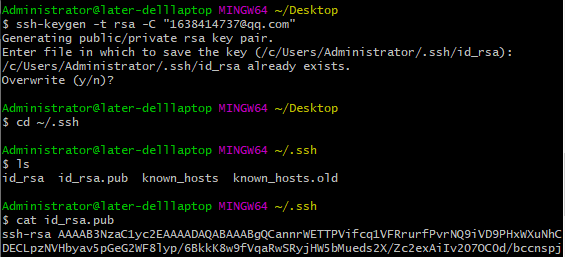 Administrator@later-delllaptop MINGW64 ~/Desktop
$ ssh-keygen -t rsa -C "1638414737@qq.com"
Generating public/private rsa key pair.
Enter file in which to save the key (/c/Users/Administrator/.ssh/id_rsa):
/c/Users/Administrator/.ssh/id_rsa already exists.
Overwrite (y/n)?
Administrator@later-delllaptop MINGW64 ~/Desktop
$ cd ~/.ssh
Administrator@later-delllaptop MINGW64 ~/.ssh
$ ls
id_rsa  id_rsa.pub  known_hosts  known_hosts.old
Administrator@later-delllaptop MINGW64 ~/.ssh
$ cat id_rsa.pub
ssh-rsa AAAAB3NzaC1yc2EAAAADAQABAAABgQCannrWETTPVifcq1VFRrurfPvrNQ9iVD9PHxWXuNhC
DECLpzNVHbyav5pGeG2WF8lyp/6BkkK8w9fVqaRwSRyjHW5bMueds2X/Zc2exAiIv2O7OCOd/bccnspj